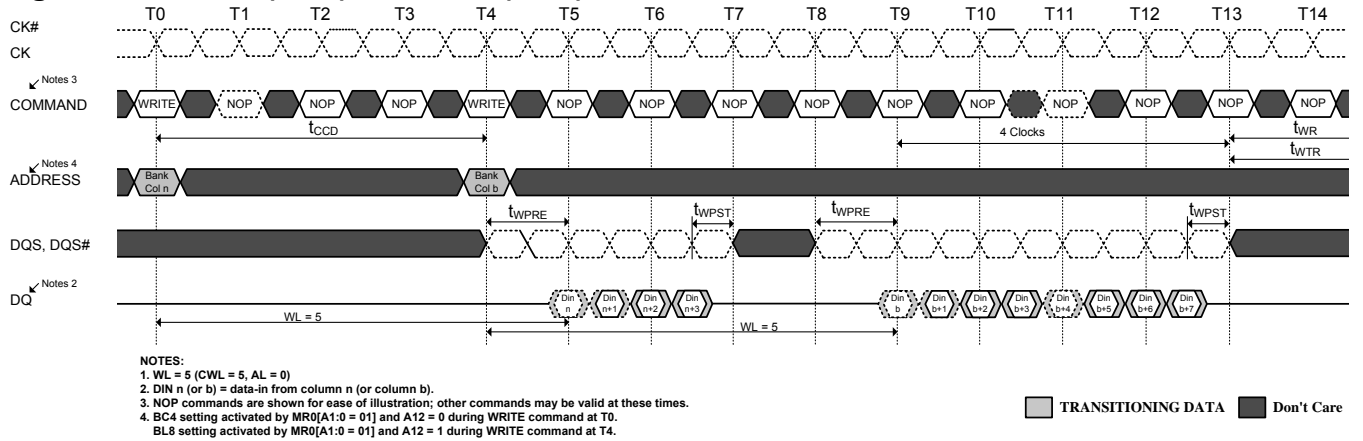 T0 T1 T2 T3 T4 T5 T6 T7 T8 T9 T10 T11 T12 T13 T14
CK#
CK
Notes 3
COMMAND WRITE NOP NOP NOP WRITE NOP NOP NOP NOP NOP NOP NOP NOP NOP NOP
tCCD 4 Clocks tWR
tWTR
Notes 4
ADDRESS Bank Col n Bank Col b
tWPRE tWPST tWPRE tWPST
DQS, DQS#
Notes 2
DQ Din n Din n+1 Din n+2 Din n+3 Din b Din b+1 Din b+2 Din b+3 Din b+4 Din b+5 Din b+6 Din b+7
WL = 5 WL = 5
NOTES:
1. WL = 5 (CWL = 5, AL = 0)
2. DIN n (or b) = data-in from column n (or column b).
3. NOP commands are shown for ease of illustration; other commands may be valid at these times.
4. BC4 setting activated by MR0[A1:0 = 01] and A12 = 0 during WRITE command at T0.
BL8 setting activated by MR0[A1:0 = 01] and A12 = 1 during WRITE command at T4.
TRANSITIONING DATA Don't Care